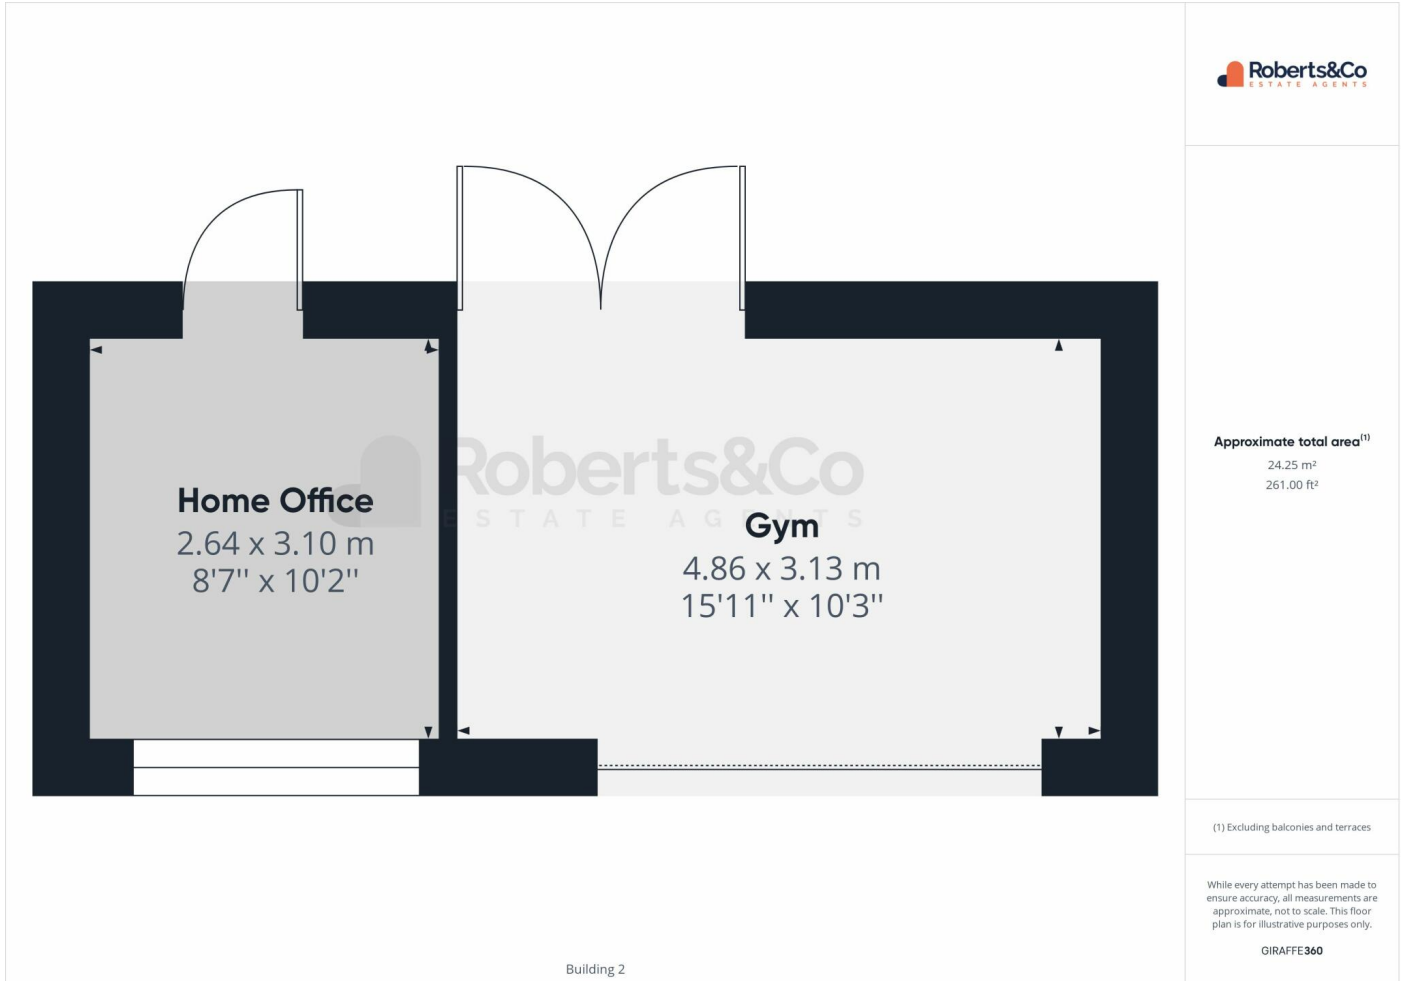 Roberts&Co
ESTATE AGENTS
Roberts&Co
ESTATE AGENTS
Home Office
2.64 x 3.10 m
8'7'' x 10'2''
Gym
4.86 x 3.13 m
15'11'' x 10'3''
Approximate total area(1)
24.25 m²
261.00 ft²
(1) Excluding balconies and terraces
While every attempt has been made to
ensure accuracy, all measurements are
approximate, not to scale. This floor
plan is for illustrative purposes only.
GIRAFFE360
Building 2